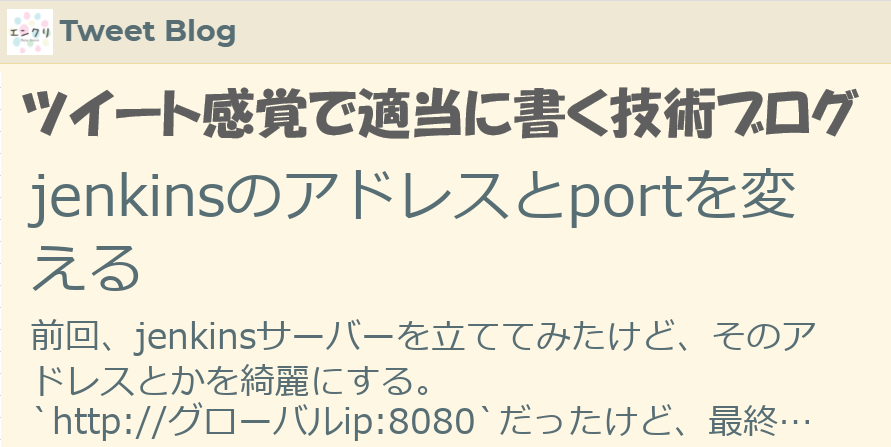 エンクリ Tweet Blog
ツイート感覚で適当に書く技術ブログ
jenkinsのアドレスとportを変
える
前回、jenkinsサーバーを立ててみたけど、そのア
ドレスとかを綺麗にする。
`http://グローバルip:8080`だったけど、最終…